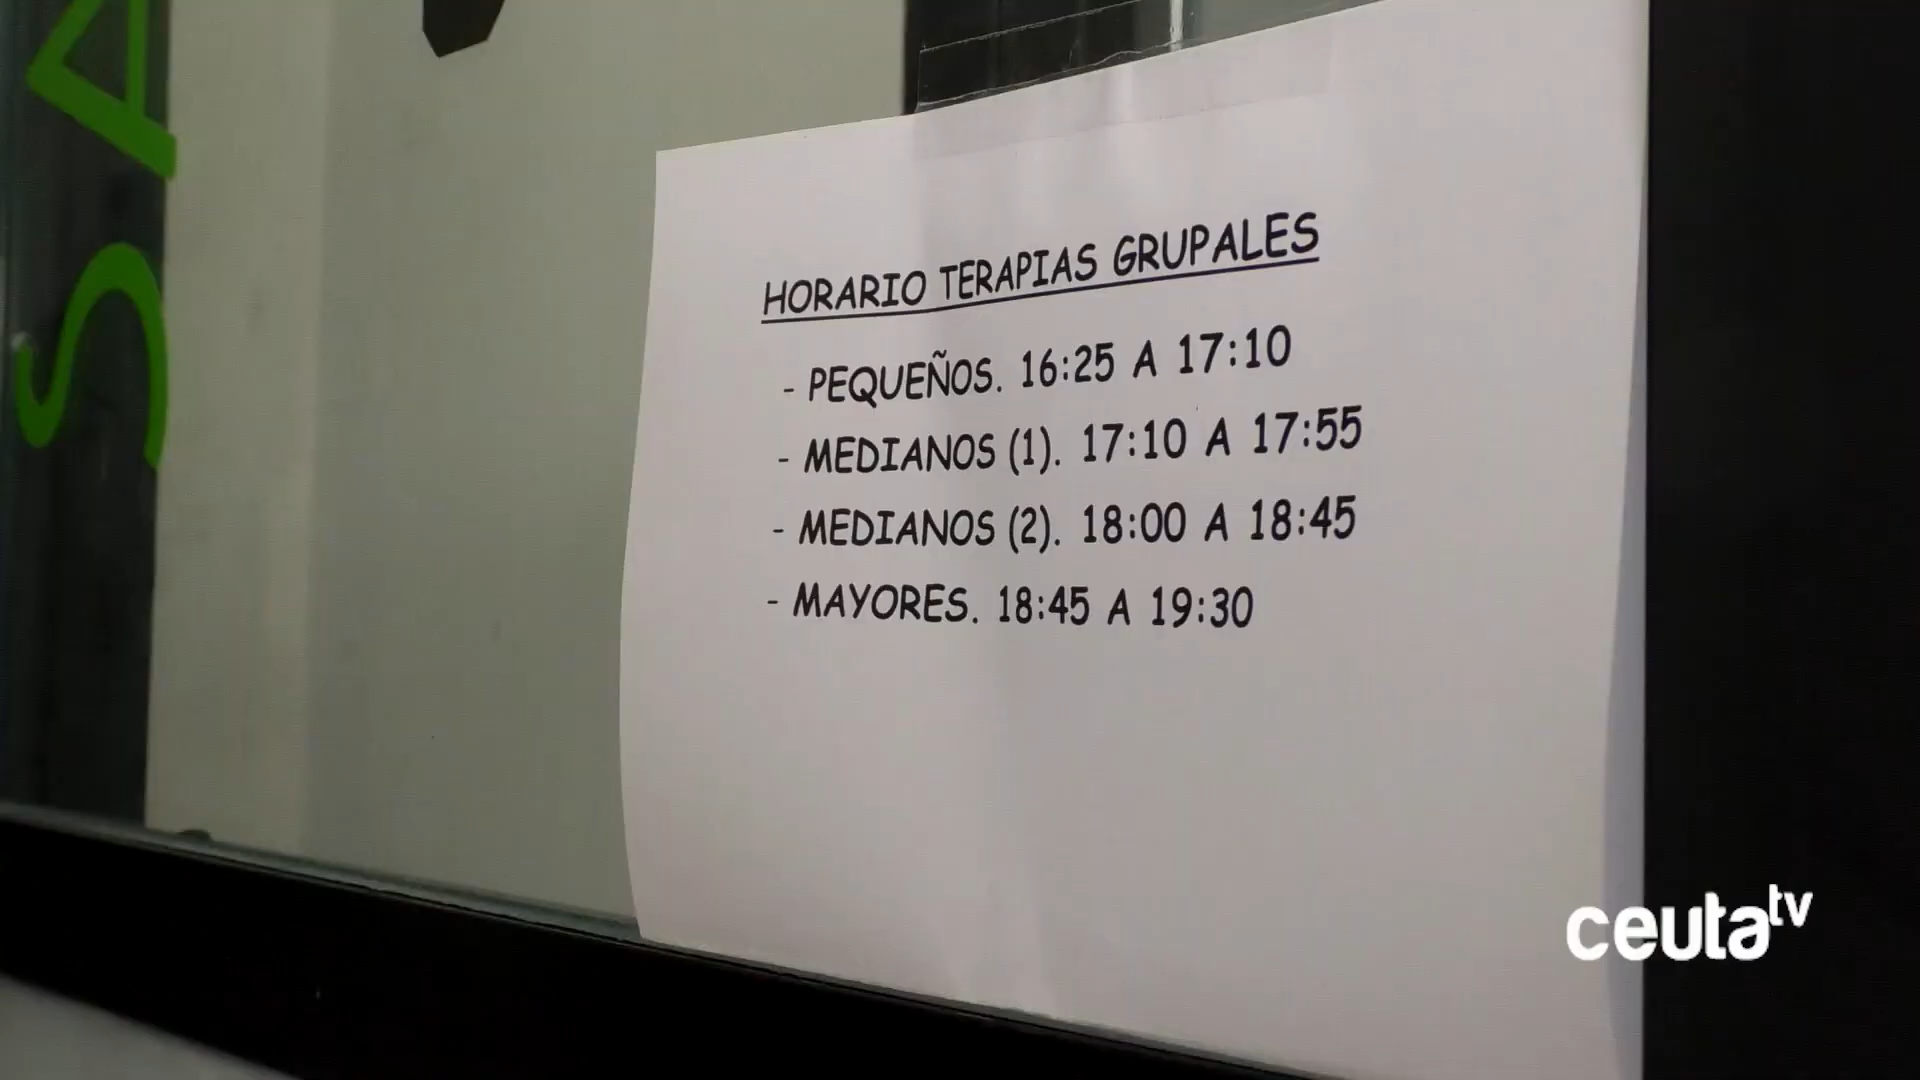 SA
HORARIO TERAPIAS GRUPALES
- PEQUEÑOS. 16:25 A 17:10
- MEDIANOS (1). 17:10 A 17:55
- MEDIANOS (2). 18:00 A 18:45
- MAYORES. 18:45 A 19:30
ceuta tv